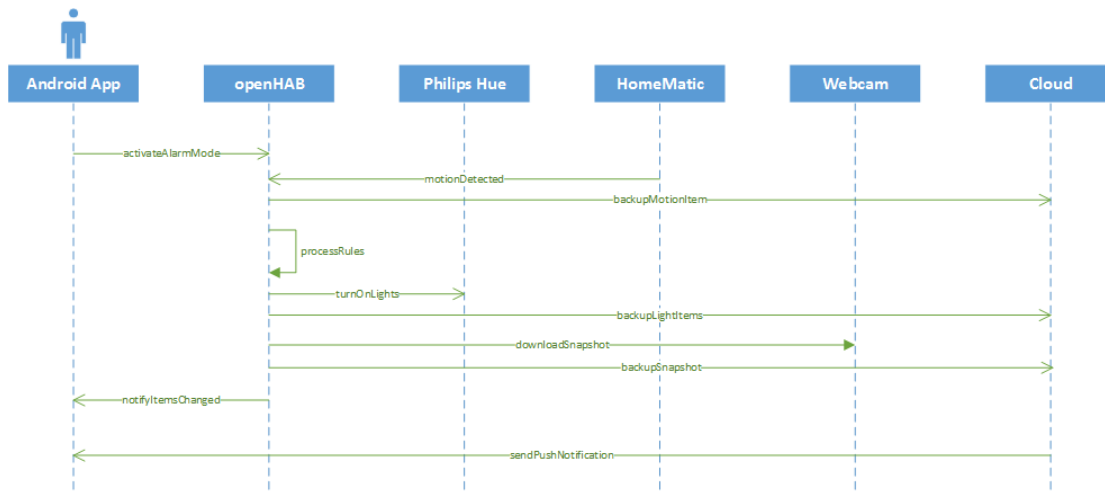 Android App
openHAB
Philips Hue
HomeMatic
Webcam
Cloud
activateAlarmMode
motionDetected
backupMotionItem
processRules
turnOnLights
backupLightItems
downloadSnapshot
backupSnapshot
notifyItemsChanged
sendPushNotification